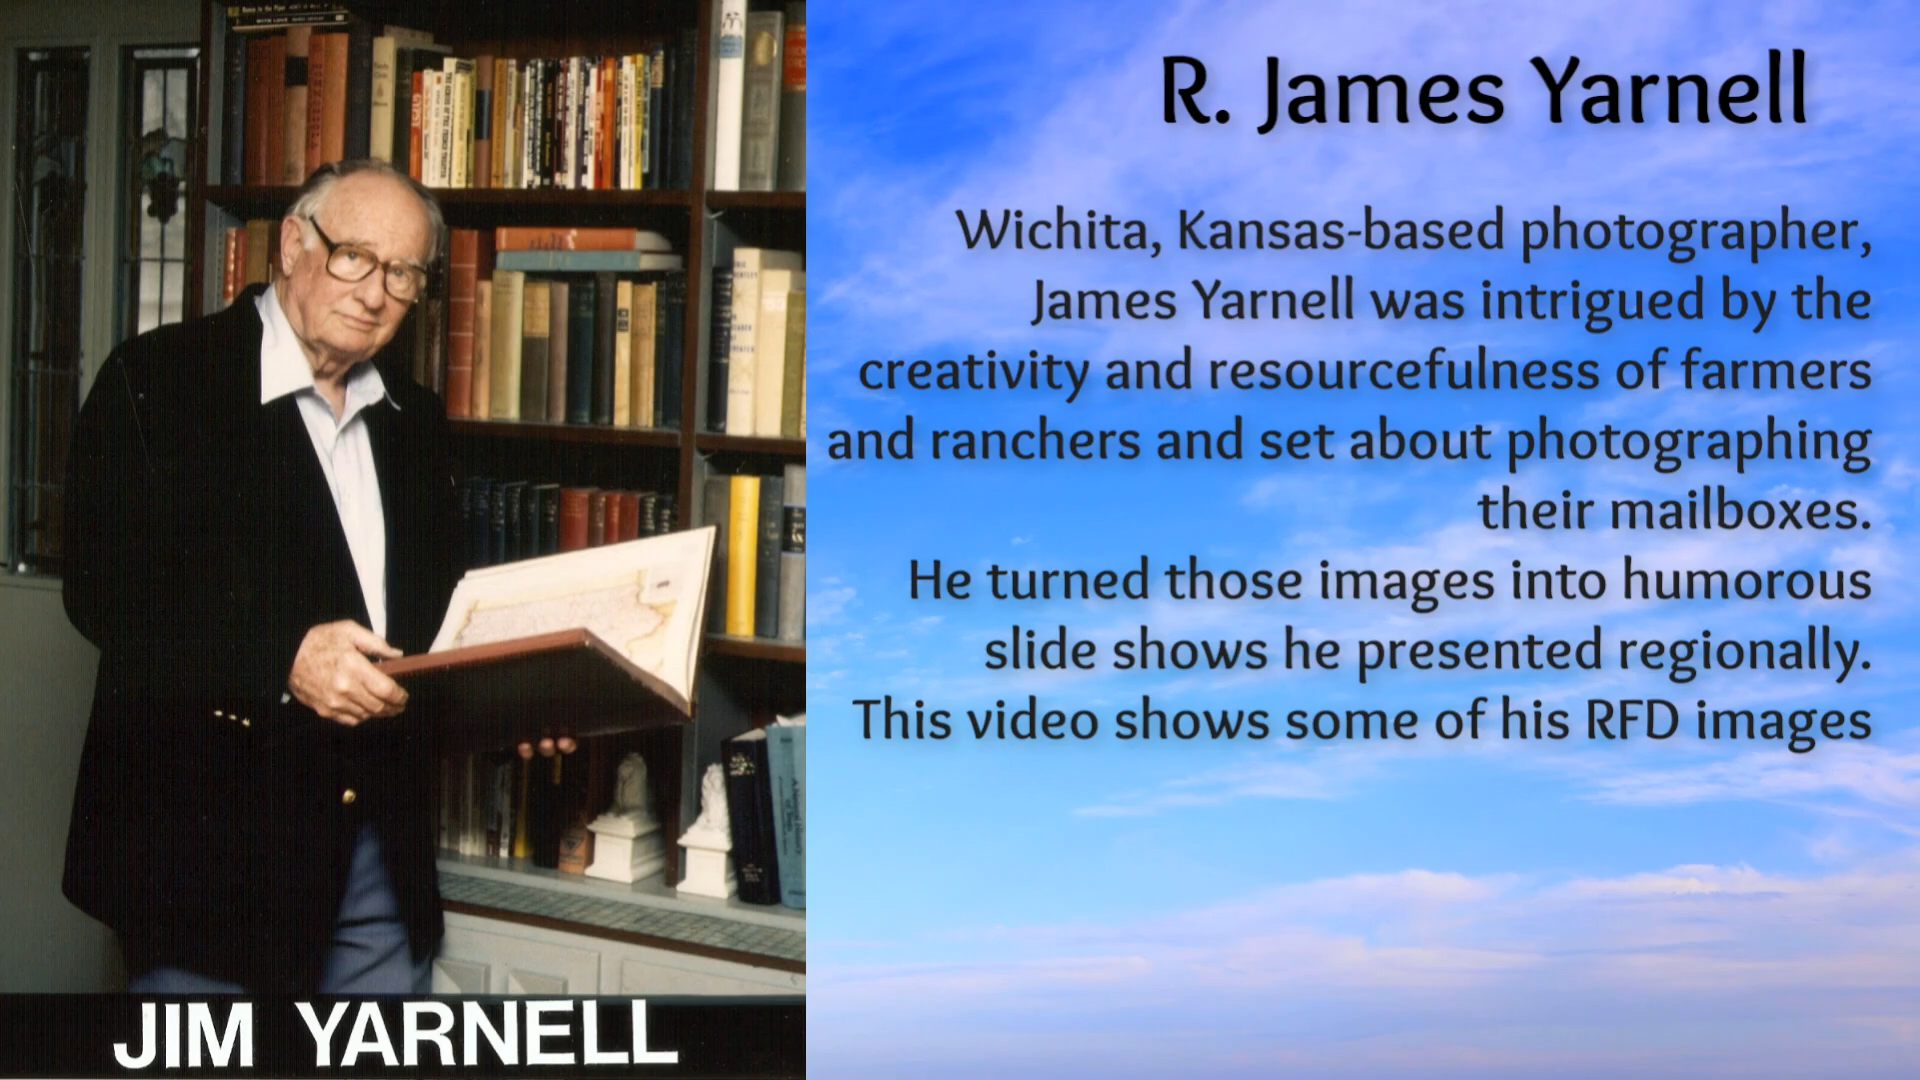 R. James Yarnell
Wichita, Kansas-based photographer,
James Yarnell was intrigued by the
creativity and resourcefulness of farmers
and ranchers and set about photographing
their mailboxes.
He turned those images into humorous
slide shows he presented regionally.
This video shows some of his RFD images
JIM YARNELL